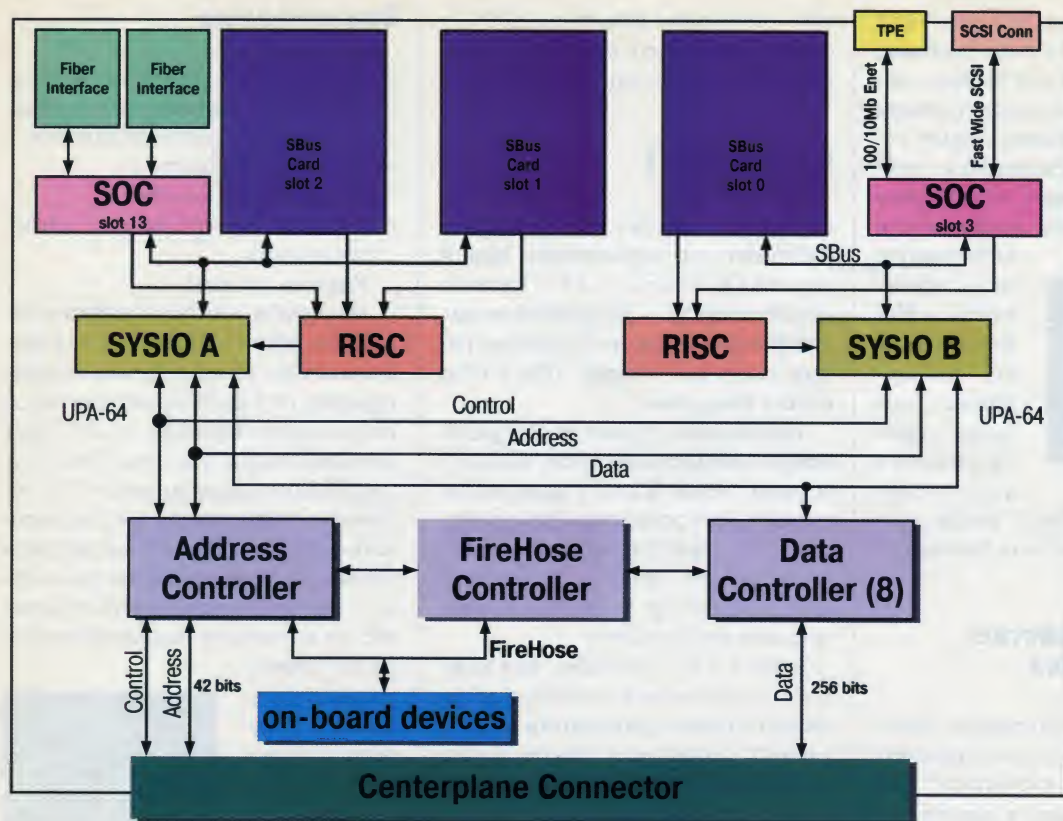 TPE
SCSI Conn
Fiber
Interface
Fiber
Interface
SBus
Card
slot 2
SBus
Card
slot 1
SBus
Card
slot 0
100/10Mb Enet
Fast Wide SCSI
SOC
slot 13
SOC
slot 3
SBus
SYSIO A
RISC
RISC
SYSIO B
UPA-64
Control
UPA-64
Address
Data
Address
Controller
FireHose
Controller
Data
Controller (8)
FireHose
Control
Address
42 bits
Data
256 bits
on-board devices
Centerplane Connector